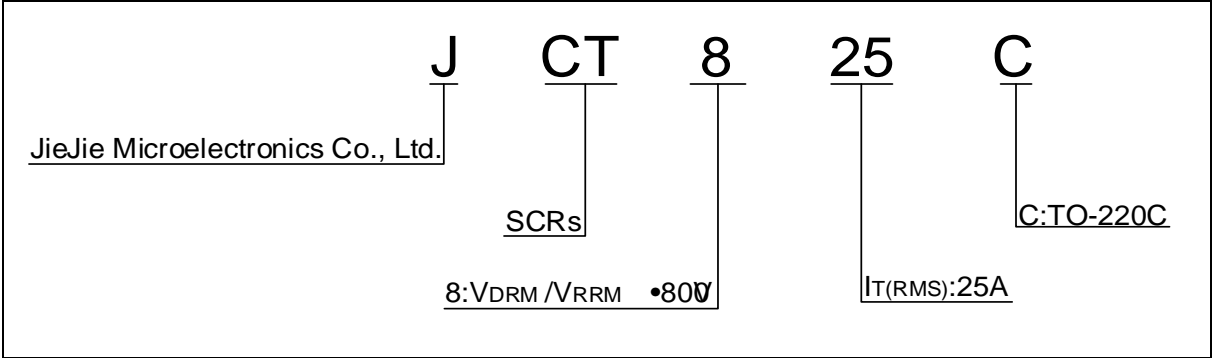 J CT 8 25 C
JieJie Microelectronics Co., Ltd.
SCRs
C:TO-220C
8:VDRM /VRRM •800V
IT(RMS):25A